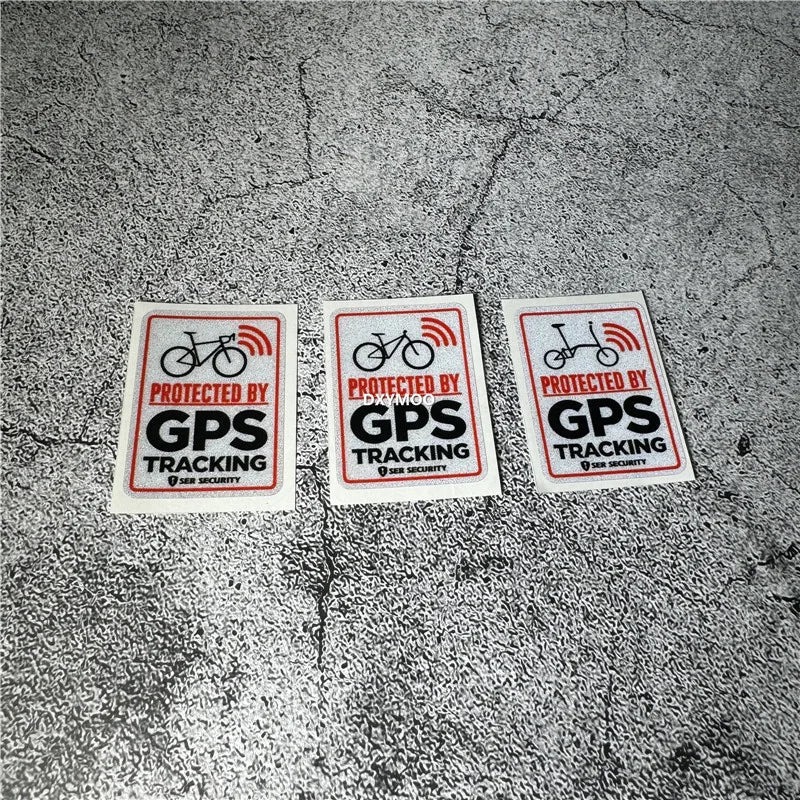 PROTECTED BY
GPS
TRACKING
SER SECURITY
PROTECTED BY
DXYMOO
GPS
TRACKING
SER SECURITY
PROTECTED BY
GPS
TRACKING
SER SECURITY